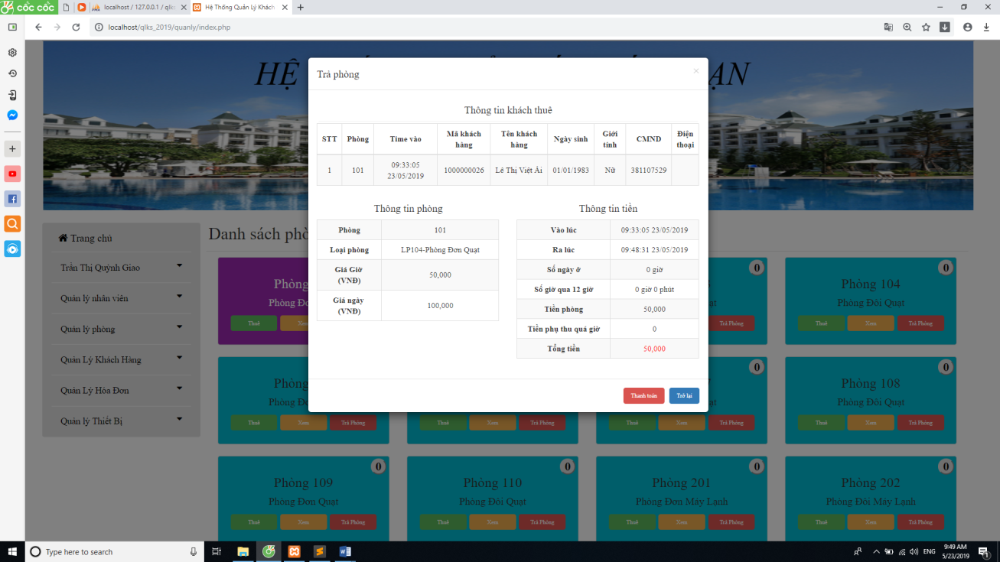 cốc cốc
localhost / 127.0.0.1 / qlks
Hệ Thống Quản Lý Khách
localhost/qlks_2019/quanly/index.php
HỆ
ẠN
Trả phòng
×
Thông tin khách thuê
STT Phòng Time vào Mã khách hàng Tên khách hàng Ngày sinh Giới tính CMND Điện thoại
1 101 09:33:05 23/05/2019 1000000026 Lê Thị Việt Ái 01/01/1983 Nữ 381107529
Thông tin phòng
Phòng 101
Loại phòng LP104-Phòng Đơn Quạt
Giá Giờ (VNĐ) 50,000
Giá ngày (VNĐ) 100,000
Thông tin tiền
Vào lúc 09:33:05 23/05/2019
Ra lúc 09:48:31 23/05/2019
Số ngày ở 0 giờ
Số giờ qua 12 giờ 0 giờ 0 phút
Tiền phòng 50,000
Tiền phụ thu quá giờ 0
Tổng tiền 50,000
Thanh toán Trở lại
Trang chủ
Trần Thị Quỳnh Giao
Quản lý nhân viên
Quản lý phòng
Quản Lý Khách Hàng
Quản Lý Hóa Đơn
Quản lý Thiết Bị
Danh sách phò
Phòng
Phòng Đơ
Thuê Xem
0
Trả Phòng
0
Phòng 104
Phòng Đôi Quạt
Thuê Xem Trả Phòng
Phòng
Phòng Đ
Thuê Xem Trả Phòng
Thuê Xem Trả Phòng
0
Thuê Xem Trả Phòng
0
Phòng 108
Phòng Đôi Quạt
Thuê Xem Trả Phòng
0
Phòng 109
Phòng Đơn Quạt
Thuê Xem Trả Phòng
0
Phòng 110
Phòng Đôi Quạt
Thuê Xem Trả Phòng
0
Phòng 201
Phòng Đơn Máy Lạnh
Thuê Xem Trả Phòng
0
Phòng 202
Phòng Đôi Máy Lạnh
Thuê Xem Trả Phòng
Type here to search
ENG
9:49 AM
5/23/2019
1